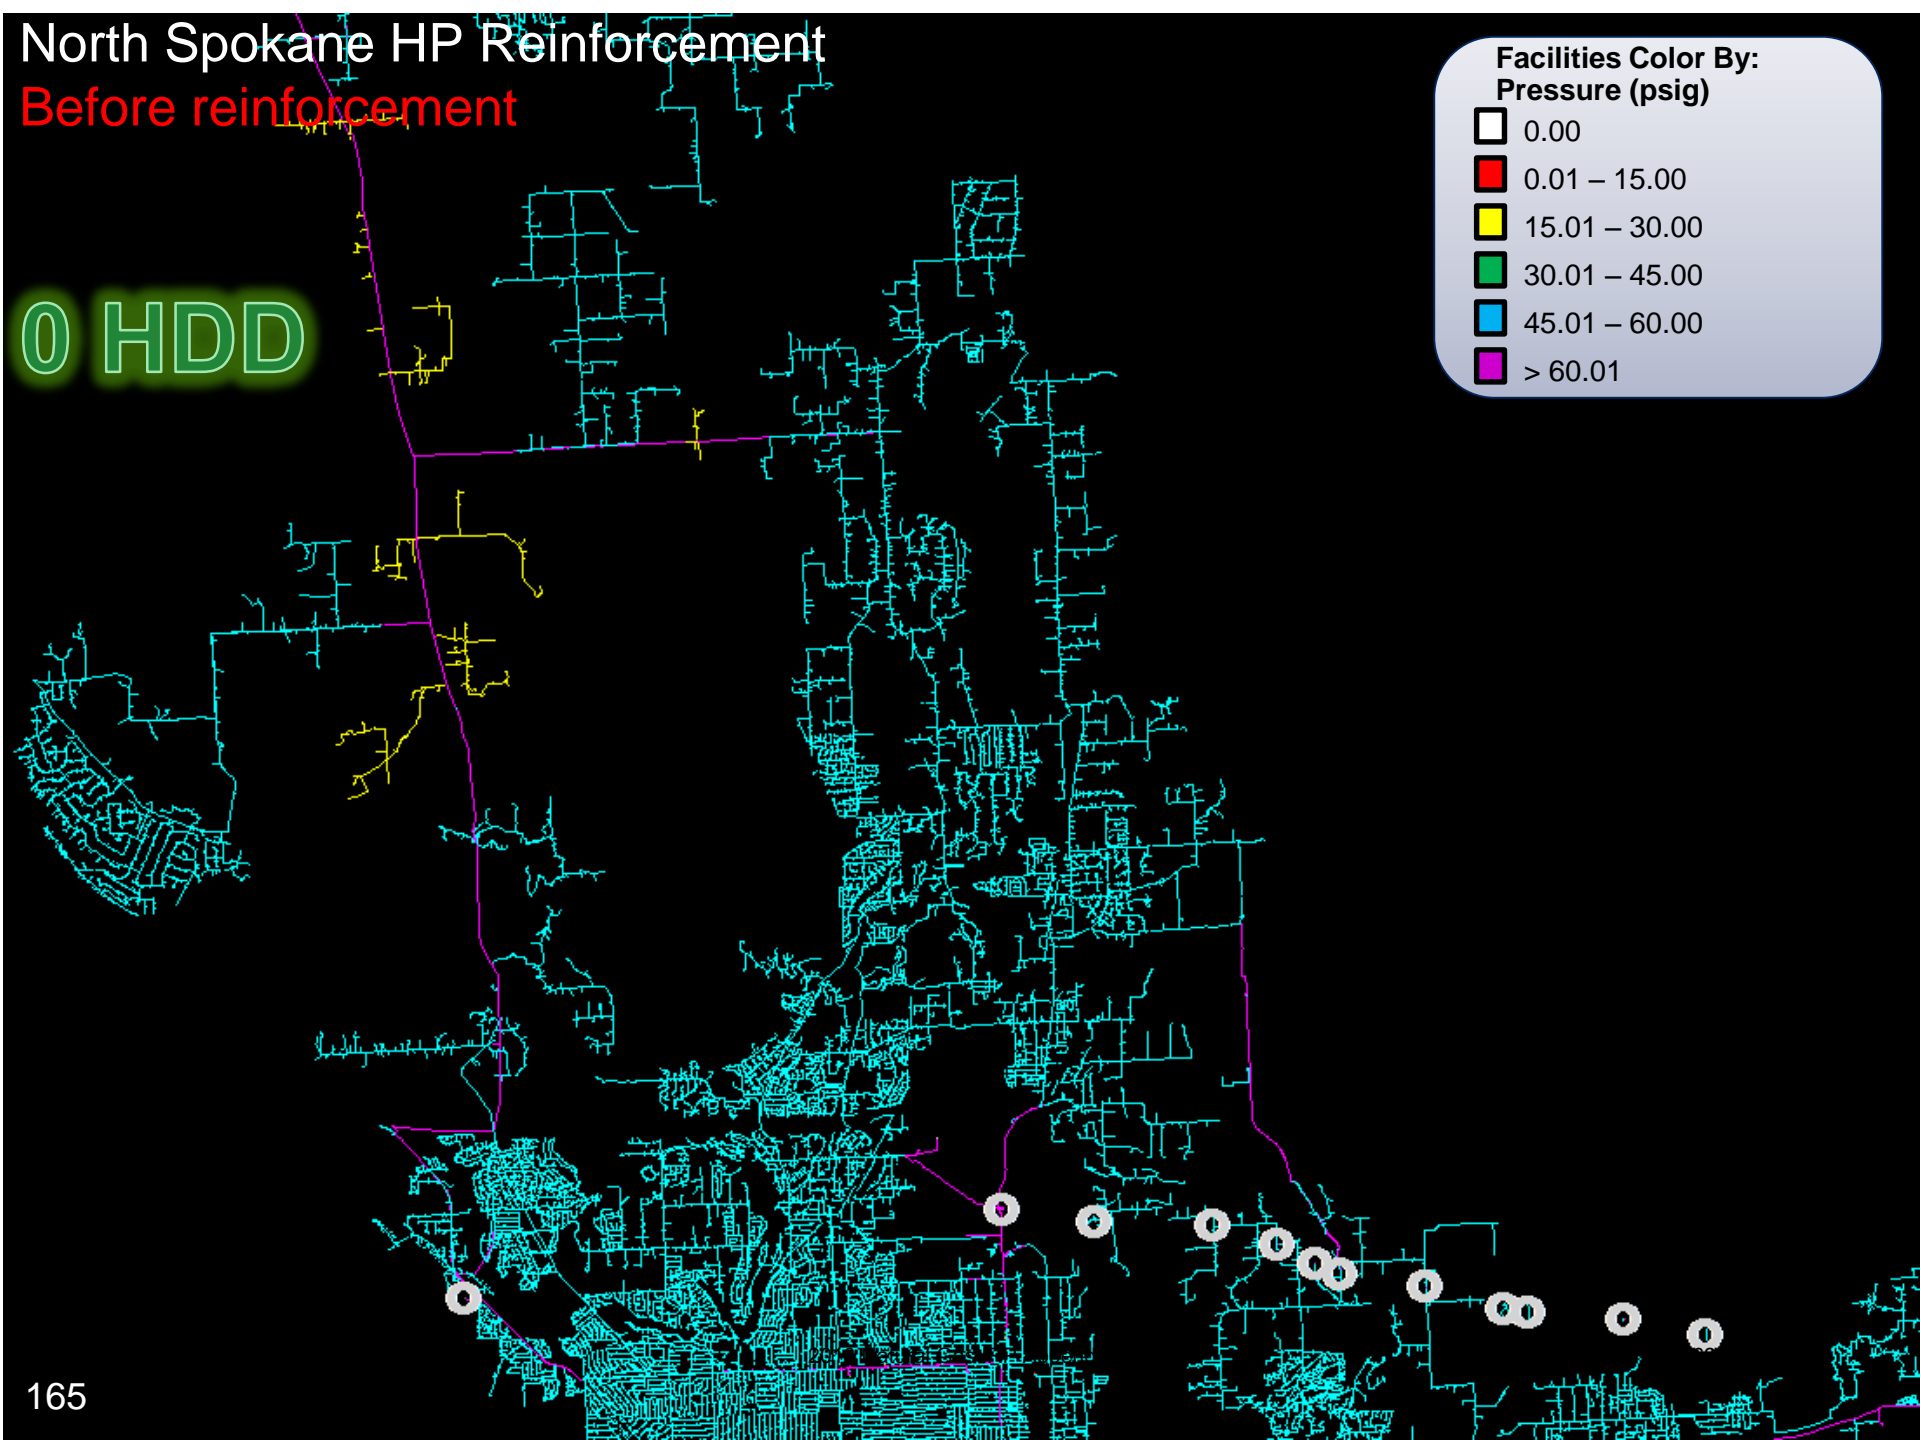 North Spokane HP Reinforcement
Before reinforcement
Facilities Color By:
Pressure (psig)
0.00
0.01 – 15.00
15.01 – 30.00
30.01 – 45.00
45.01 – 60.00
> 60.01
0 HDD
165